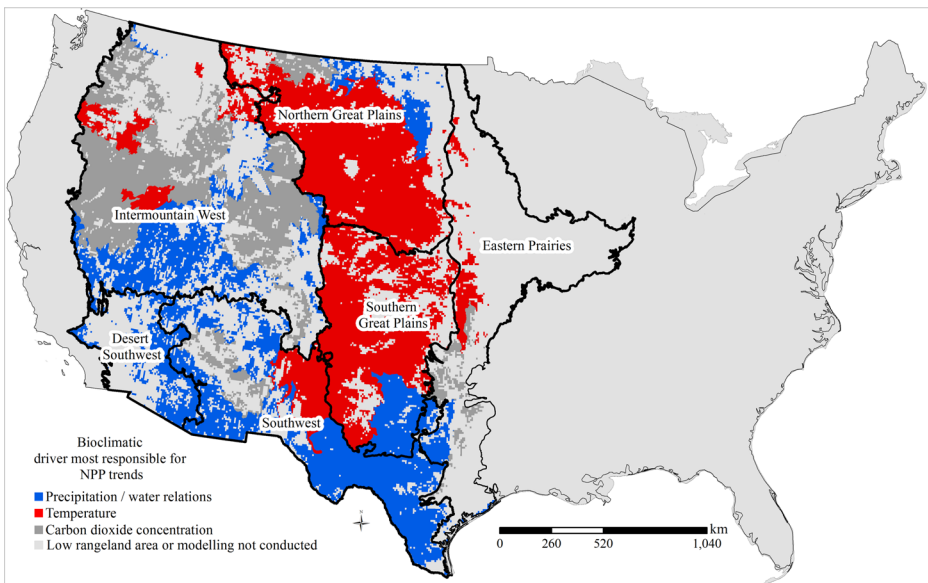 Northern Great Plains
Intermountain West
Eastern Prairies
Southern
Great Plains
Desert
Southwest
Southwest
Bioclimatic
driver most responsible for
NPP trends
Precipitation / water relations
Temperature
Carbon dioxide concentration
Low rangeland area or modelling not conducted
km
0 260 520 1,040